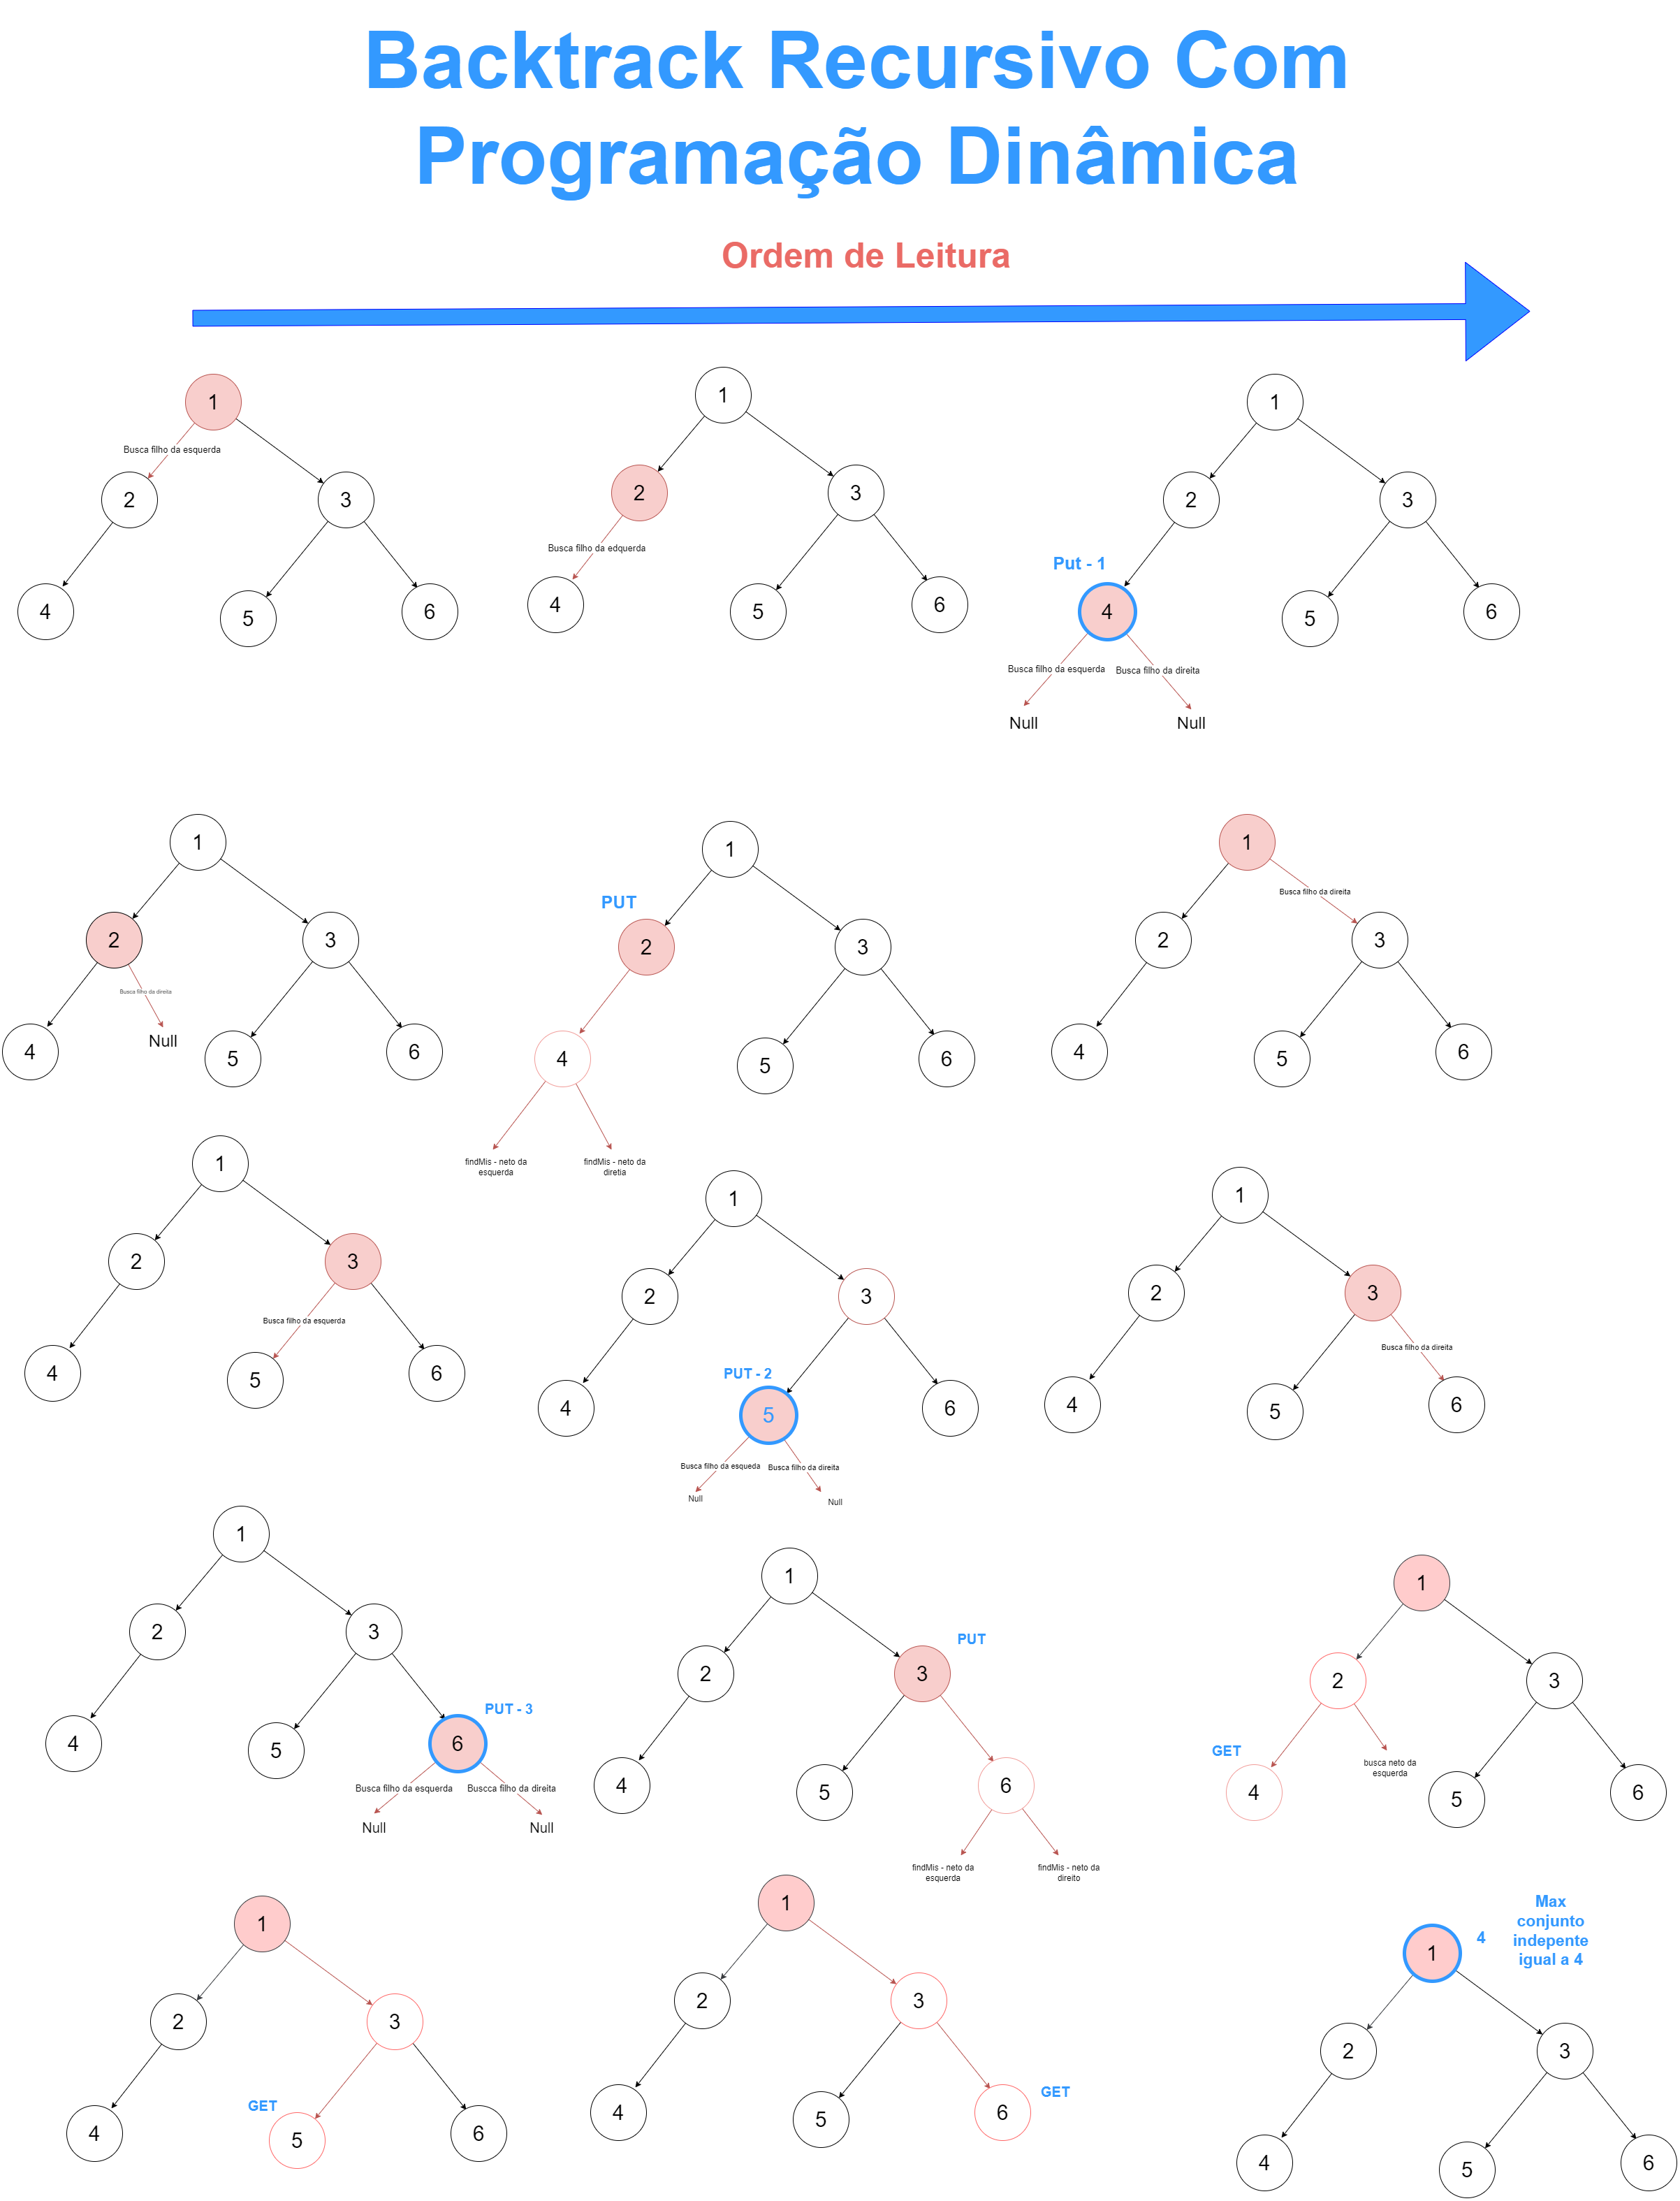 Backtrack Recursivo Com
Programação Dinâmica
Ordem de Leitura
1
Busca filho da esquerda
2
3
4
5
6
1
2
3
Busca filho da edquerda
4
5
6
1
2
3
Put - 1
4
5
6
Busca filho da esquerda
Busca filho da direita
Null
Null
1
2
3
Busca filho da direita
Null
4
5
6
1
PUT
2
3
4
5
6
findMis - neto da
esquerda
findMis - neto da
diretia
1
Busca filho da direita
2
3
4
5
6
1
2
3
Busca filho da esquerda
4
5
6
1
2
3
PUT - 2
4
5
6
Busca filho da esqueda
Busca filho da direita
Null
Null
1
2
3
Busca filho da direita
4
5
6
1
2
3
PUT - 3
4
5
6
Busca filho da esquerda
Buscca filho da direita
Null
Null
1
PUT
2
3
4
5
6
findMis - neto da
esquerda
findMis - neto da
direito
1
2
3
GET
busca neto da
esquerda
4
5
6
1
2
3
GET
4
5
6
1
2
3
GET
4
5
6
Max
conjunto
indepente
igual a 4
4
1
2
3
4
5
6